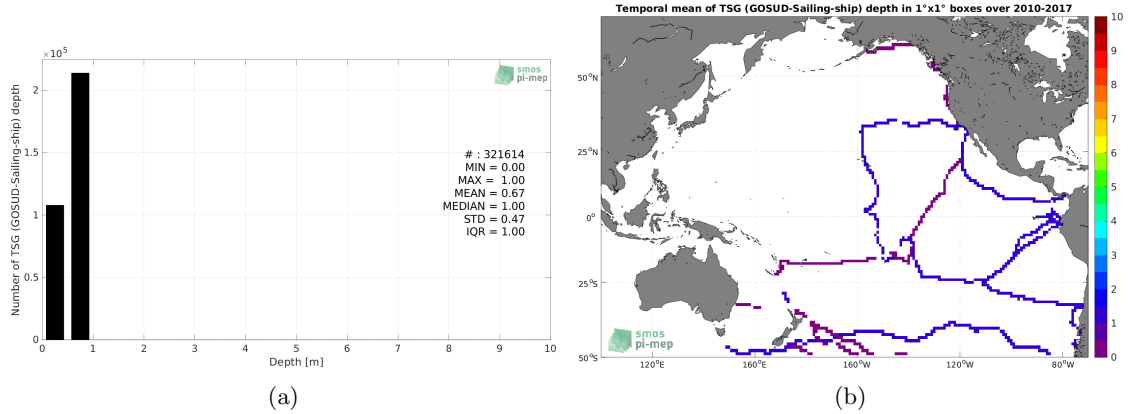 ×10⁵
2
1.5
1
0.5
0
0 1 2 3 4 5 6 7 8 9 10
Number of TSG (GOSUD-Sailing-ship) depth
Depth [m]
smos
pi-mep
# : 321614
MIN = 0.00
MAX = 1.00
MEAN = 0.67
MEDIAN = 1.00
STD = 0.47
IQR = 1.00
(a)
Temporal mean of TSG (GOSUD-Sailing-ship) depth in 1°x1° boxes over 2010-2017
50°N
25°N
0°
25°S
50°S
120°E 160°E 160°W 120°W 80°W
smos
pi-mep
10
9
8
7
6
5
4
3
2
1
0
(b)